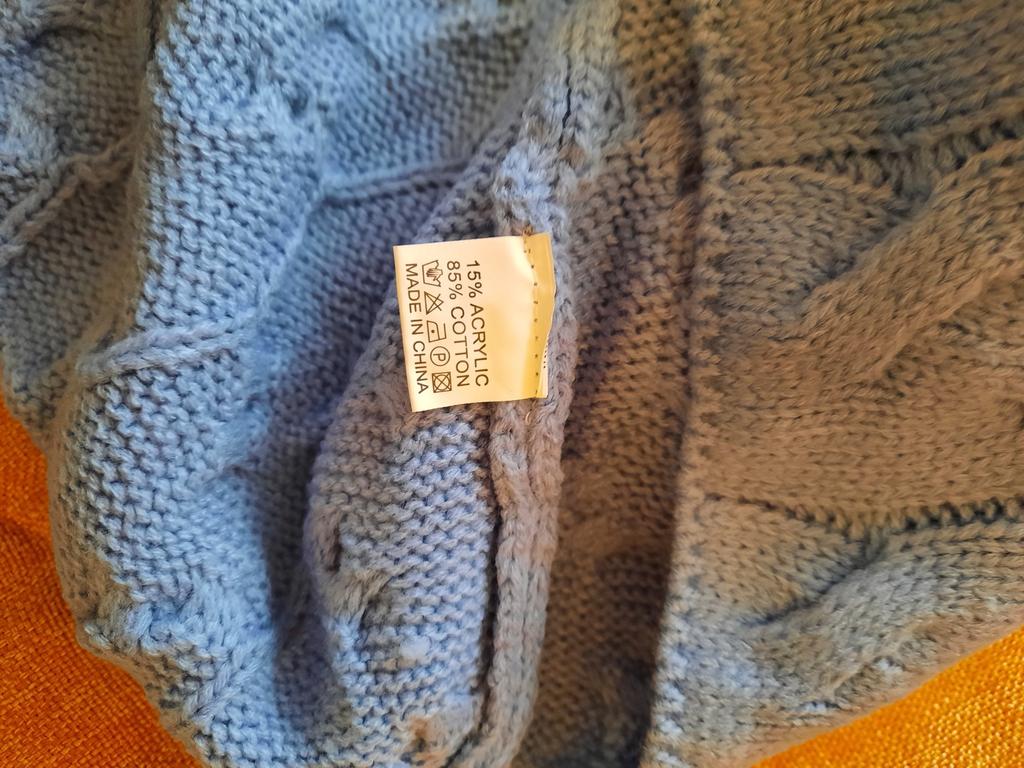 15% ACRYLIC
85% COTTON
P
MADE IN CHINA